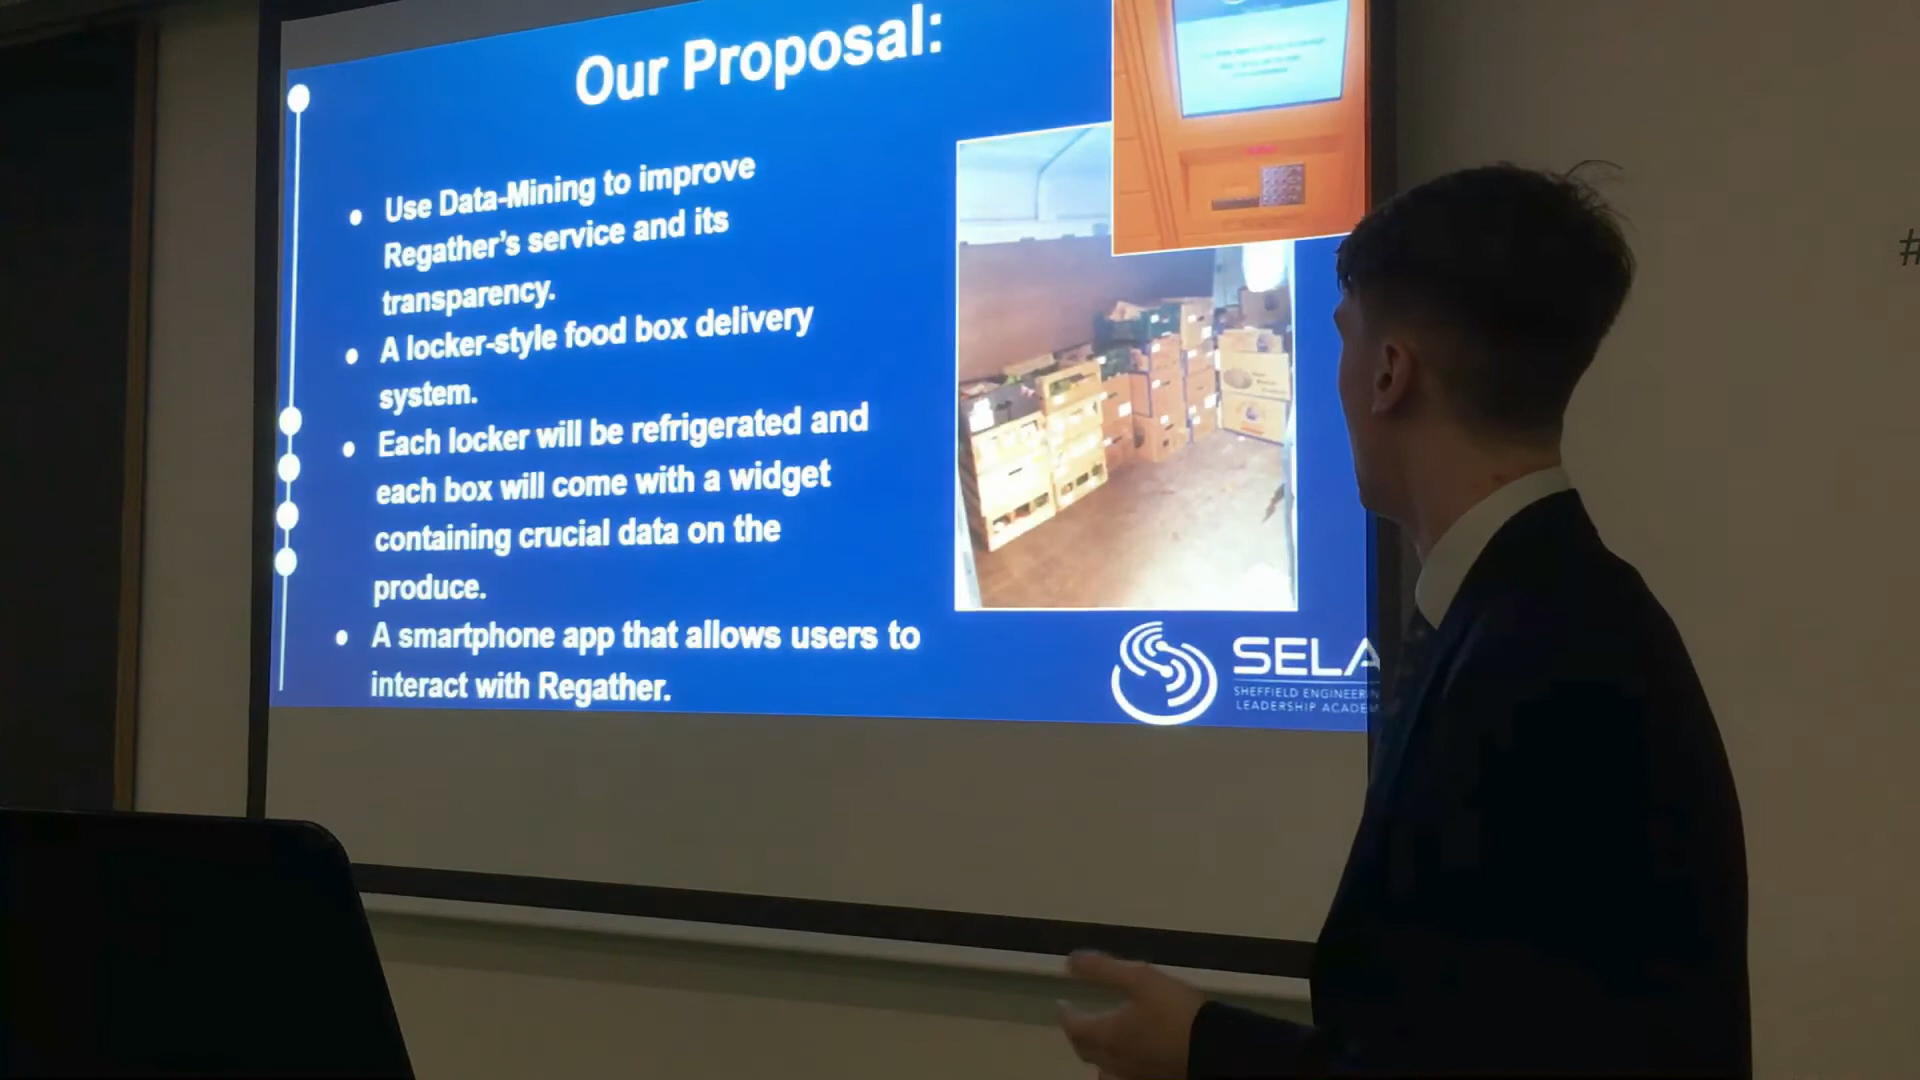 Our Proposal:
Use Data-Mining to improve
Regather's service and its
transparency.
A locker-style food box delivery
system.
Each locker will be refrigerated and
each box will come with a widget
containing crucial data on the
produce.
A smartphone app that allows users to
interact with Regather.
SELA
SHEFFIELD ENGINEERIN
LEADERSHIP ACADEM
#